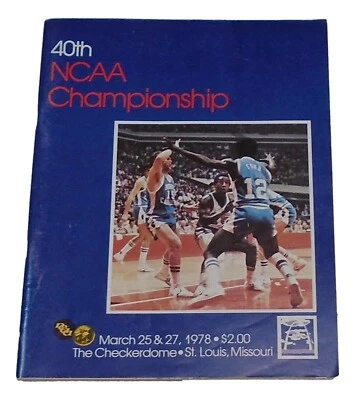 40th
NCAA
Championship
12
March 25 & 27, 1978 • $2.00
The Checkerdome • St. Louis, Missouri